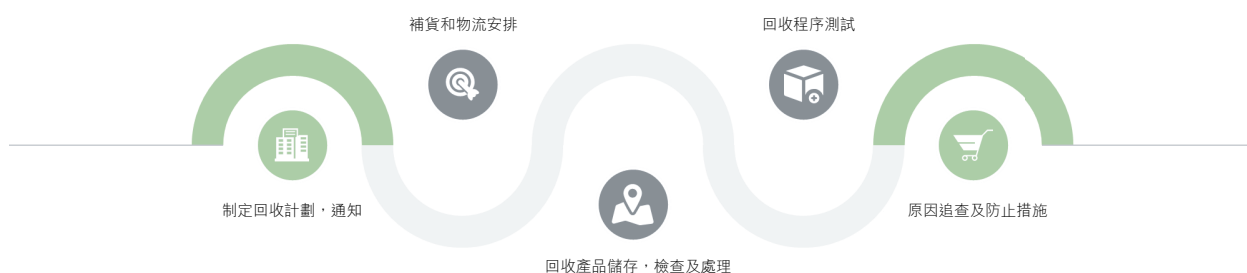 制定回收計劃，通知
補貨和物流安排
回收產品儲存，檢查及處理
回收程序測試
原因追查及防止措施